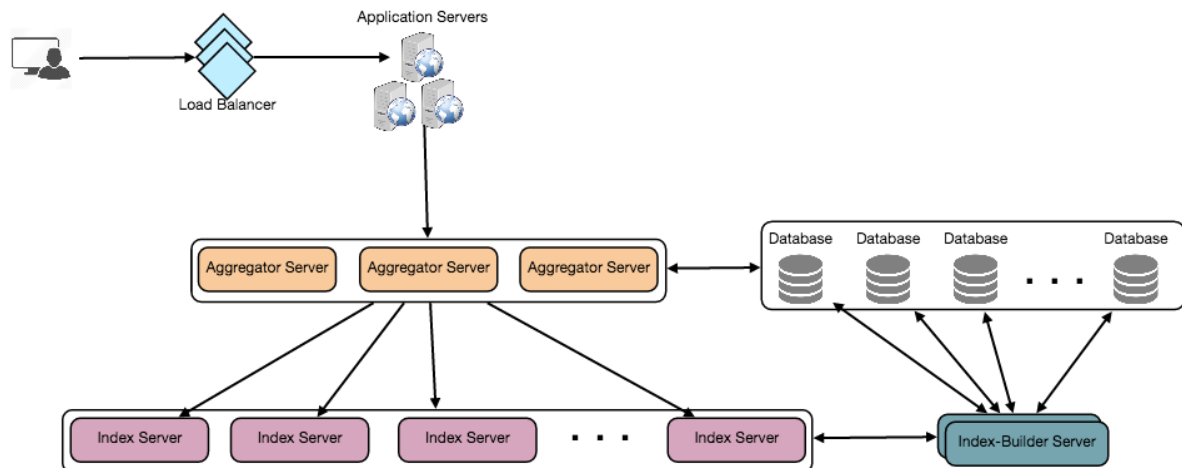 Application Servers
Load Balancer
Aggregator Server
Aggregator Server
Aggregator Server
Database
Database
Database
. . .
Database
Index Server
Index Server
Index Server
. . .
Index Server
Index-Builder Server